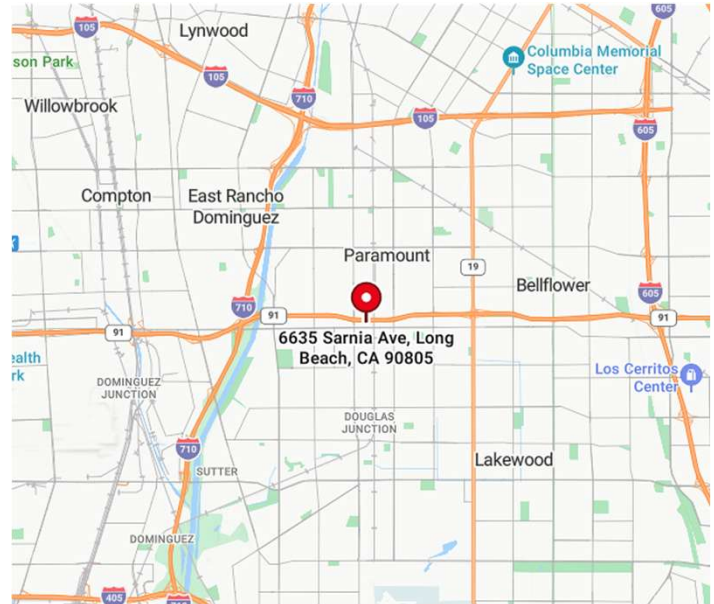 105
Lynwood
605
son Park
105
Columbia Memorial
Space Center
Willowbrook
710
105
605
Compton
East Rancho
Dominguez
Paramount
19
Bellflower
605
710
91
91
91
6635 Sarnia Ave, Long
Beach, CA 90805
ealth
rk
DOMINGUEZ
JUNCTION
Los Cerritos
Center
DOUGLAS
JUNCTION
710
SUTTER
Lakewood
DOMINGUEZ
405